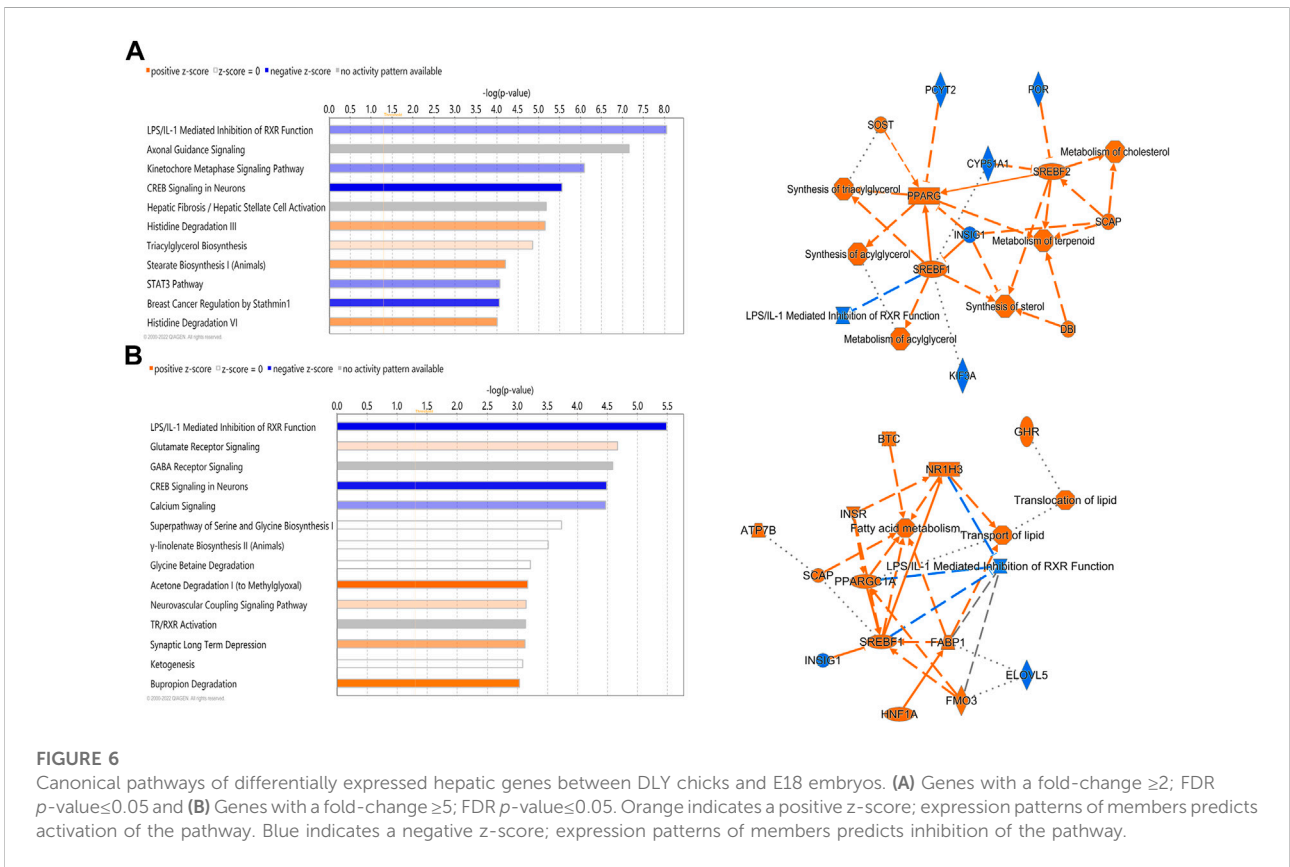 A
positive z-score z-score = 0 negative z-score no activity pattern available
-log(p-value)
0.0 0.5 1.0 1.5 2.0 2.5 3.0 3.5 4.0 4.5 5.0 5.5 6.0 6.5 7.0 7.5 8.0
Threshold
LPS/IL-1 Mediated Inhibition of RXR Function
Axonal Guidance Signaling
Kinetochore Metaphase Signaling Pathway
CREB Signaling in Neurons
Hepatic Fibrosis / Hepatic Stellate Cell Activation
Histidine Degradation III
Triacylglycerol Biosynthesis
Stearate Biosynthesis I (Animals)
STAT3 Pathway
Breast Cancer Regulation by Stathmin1
Histidine Degradation VI
© 2000-2022 QIAGEN. All rights reserved.
PCYT2
POR
SOST
CYP51A1
Metabolism of cholesterol
SREBF2
Synthesis of triacylglycerol
PPARG
SCAP
INSIG1
Metabolism of terpenoid
Synthesis of acylglycerol
SREBF1
Synthesis of sterol
LPS/IL-1 Mediated Inhibition of RXR Function
DBI
Metabolism of acylglycerol
KIF3A
B
positive z-score z-score = 0 negative z-score no activity pattern available
-log(p-value)
0.0 0.5 1.0 1.5 2.0 2.5 3.0 3.5 4.0 4.5 5.0 5.5
Threshold
LPS/IL-1 Mediated Inhibition of RXR Function
Glutamate Receptor Signaling
GABA Receptor Signaling
CREB Signaling in Neurons
Calcium Signaling
Superpathway of Serine and Glycine Biosynthesis I
γ-linolenate Biosynthesis II (Animals)
Glycine Betaine Degradation
Acetone Degradation I (to Methylglyoxal)
Neurovascular Coupling Signaling Pathway
TR/RXR Activation
Synaptic Long Term Depression
Ketogenesis
Bupropion Degradation
© 2000-2022 QIAGEN. All rights reserved.
GHR
BTC
NR1H3
Translocation of lipid
INSR
ATP7B
Fatty acid metabolism
Transport of lipid
LPS/IL-1 Mediated Inhibition of RXR Function
SCAP
PPARGC1A
SREBF1
FABP1
INSIG1
ELOVL5
FMO3
HNF1A
FIGURE 6
Canonical pathways of differentially expressed hepatic genes between DLY chicks and E18 embryos. (A) Genes with a fold-change ≥2; FDR
p-value≤0.05 and (B) Genes with a fold-change ≥5; FDR p-value≤0.05. Orange indicates a positive z-score; expression patterns of members predicts
activation of the pathway. Blue indicates a negative z-score; expression patterns of members predicts inhibition of the pathway.